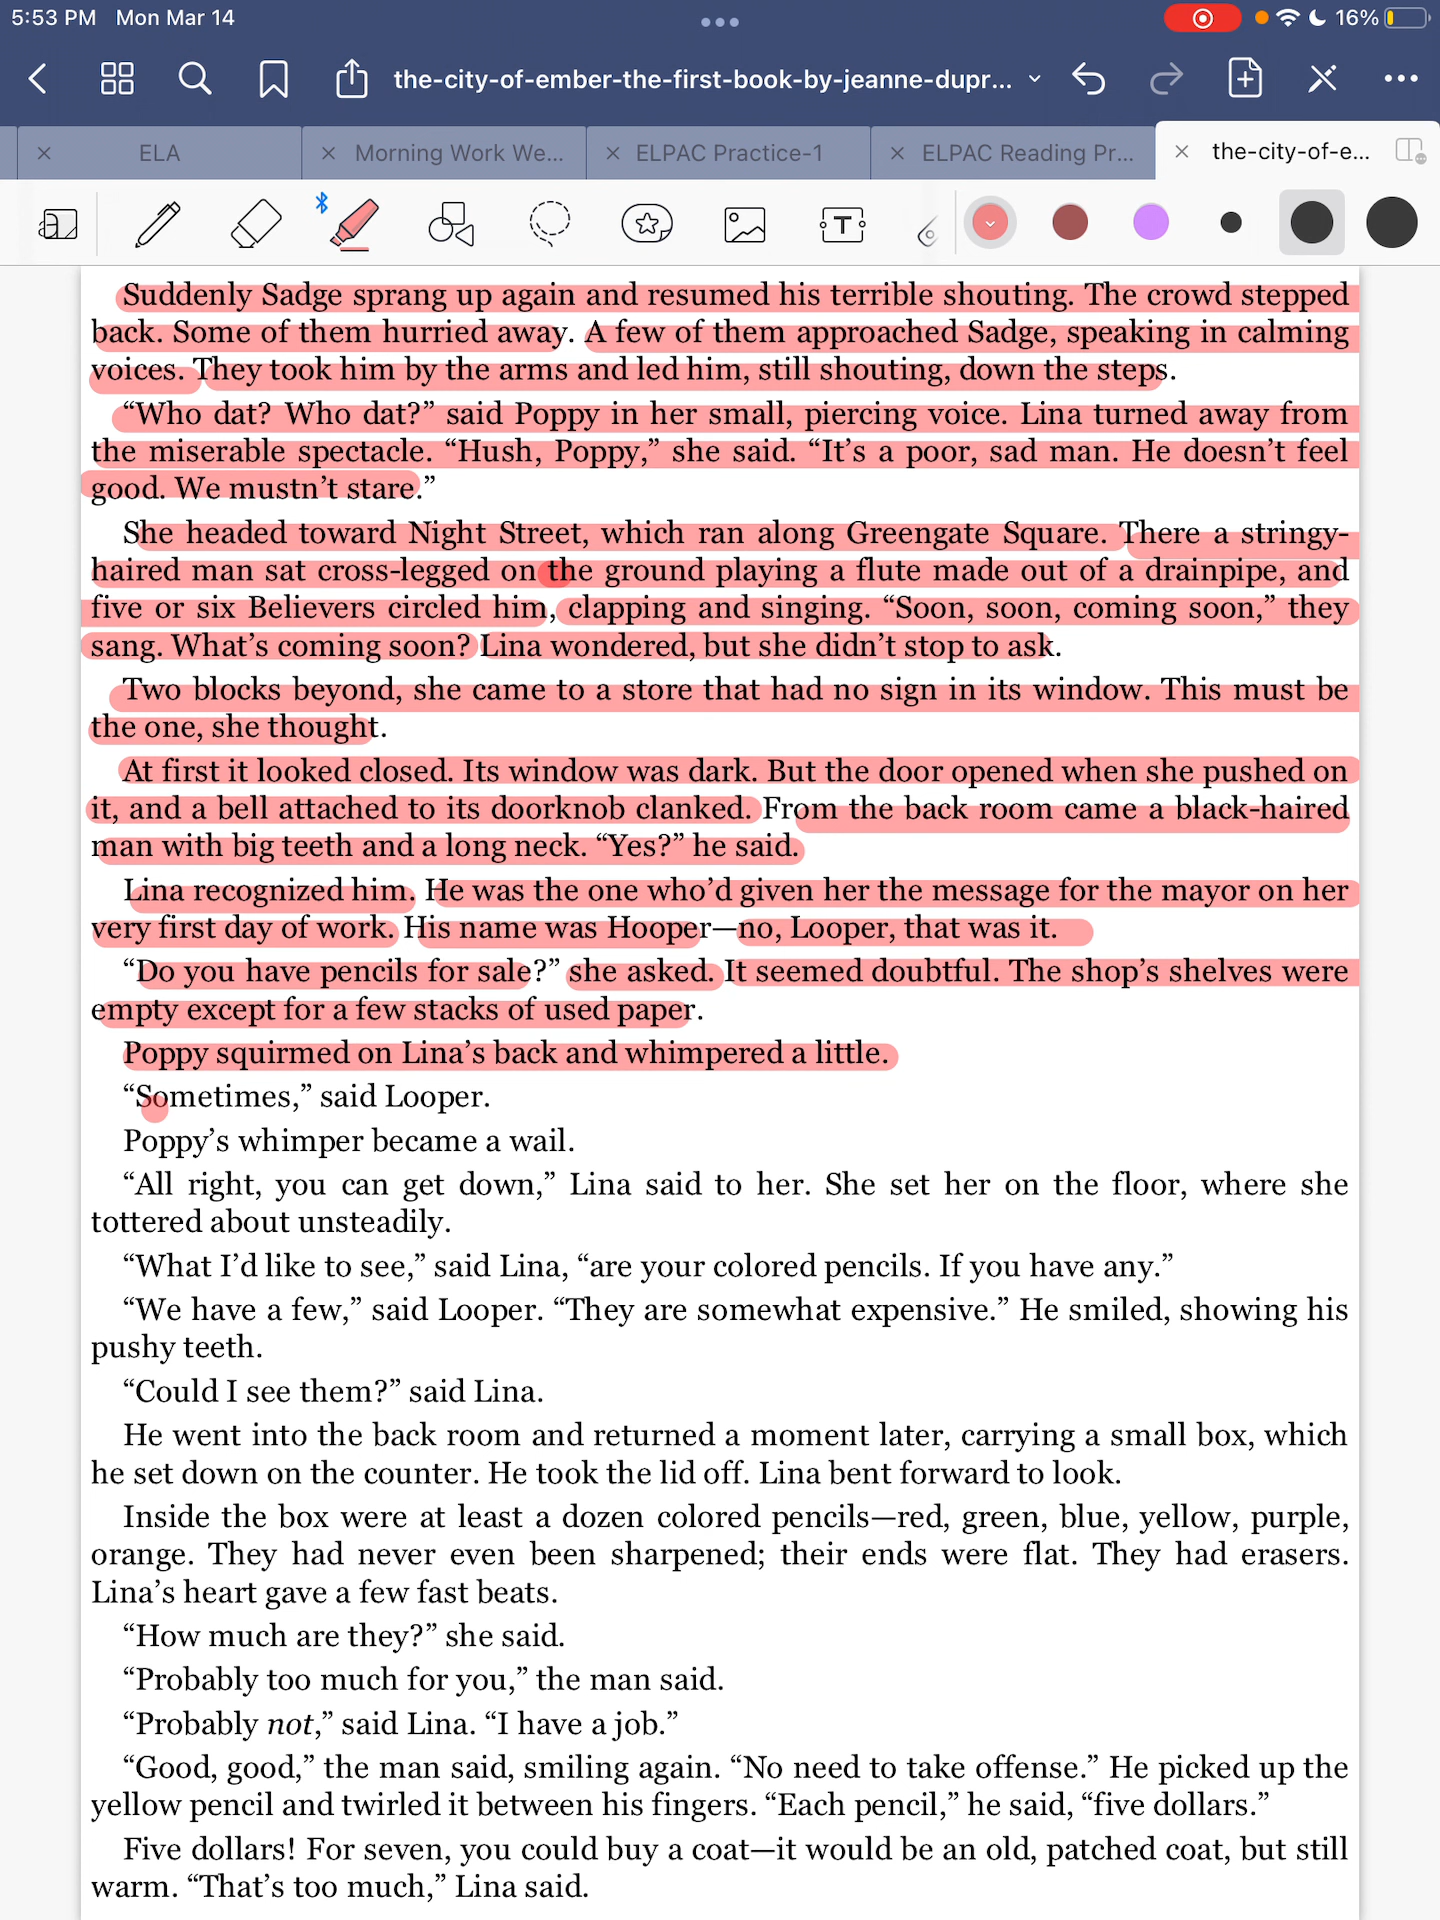 5:53 PM Mon Mar 14
16%
the-city-of-ember-the-first-book-by-jeanne-dupr...
ELA
Morning Work We...
ELPAC Practice-1
ELPAC Reading Pr...
the-city-of-e...
Suddenly Sadge sprang up again and resumed his terrible shouting. The crowd stepped
back. Some of them hurried away. A few of them approached Sadge, speaking in calming
voices. They took him by the arms and led him, still shouting, down the steps.
“Who dat? Who dat?” said Poppy in her small, piercing voice. Lina turned away from
the miserable spectacle. “Hush, Poppy,” she said. “It’s a poor, sad man. He doesn’t feel
good. We mustn’t stare.”
She headed toward Night Street, which ran along Greengate Square. There a stringy-
haired man sat cross-legged on the ground playing a flute made out of a drainpipe, and
five or six Believers circled him, clapping and singing. “Soon, soon, coming soon,” they
sang. What’s coming soon? Lina wondered, but she didn’t stop to ask.
Two blocks beyond, she came to a store that had no sign in its window. This must be
the one, she thought.
At first it looked closed. Its window was dark. But the door opened when she pushed on
it, and a bell attached to its doorknob clanked. From the back room came a black-haired
man with big teeth and a long neck. “Yes?” he said.
Lina recognized him. He was the one who’d given her the message for the mayor on her
very first day of work. His name was Hooper—no, Looper, that was it.
“Do you have pencils for sale?” she asked. It seemed doubtful. The shop’s shelves were
empty except for a few stacks of used paper.
Poppy squirmed on Lina’s back and whimpered a little.
“Sometimes,” said Looper.
Poppy’s whimper became a wail.
“All right, you can get down,” Lina said to her. She set her on the floor, where she
tottered about unsteadily.
“What I’d like to see,” said Lina, “are your colored pencils. If you have any.”
“We have a few,” said Looper. “They are somewhat expensive.” He smiled, showing his
pushy teeth.
“Could I see them?” said Lina.
He went into the back room and returned a moment later, carrying a small box, which
he set down on the counter. He took the lid off. Lina bent forward to look.
Inside the box were at least a dozen colored pencils—red, green, blue, yellow, purple,
orange. They had never even been sharpened; their ends were flat. They had erasers.
Lina’s heart gave a few fast beats.
“How much are they?” she said.
“Probably too much for you,” the man said.
“Probably not,” said Lina. “I have a job.”
“Good, good,” the man said, smiling again. “No need to take offense.” He picked up the
yellow pencil and twirled it between his fingers. “Each pencil,” he said, “five dollars.”
Five dollars! For seven, you could buy a coat—it would be an old, patched coat, but still
warm. “That’s too much,” Lina said.